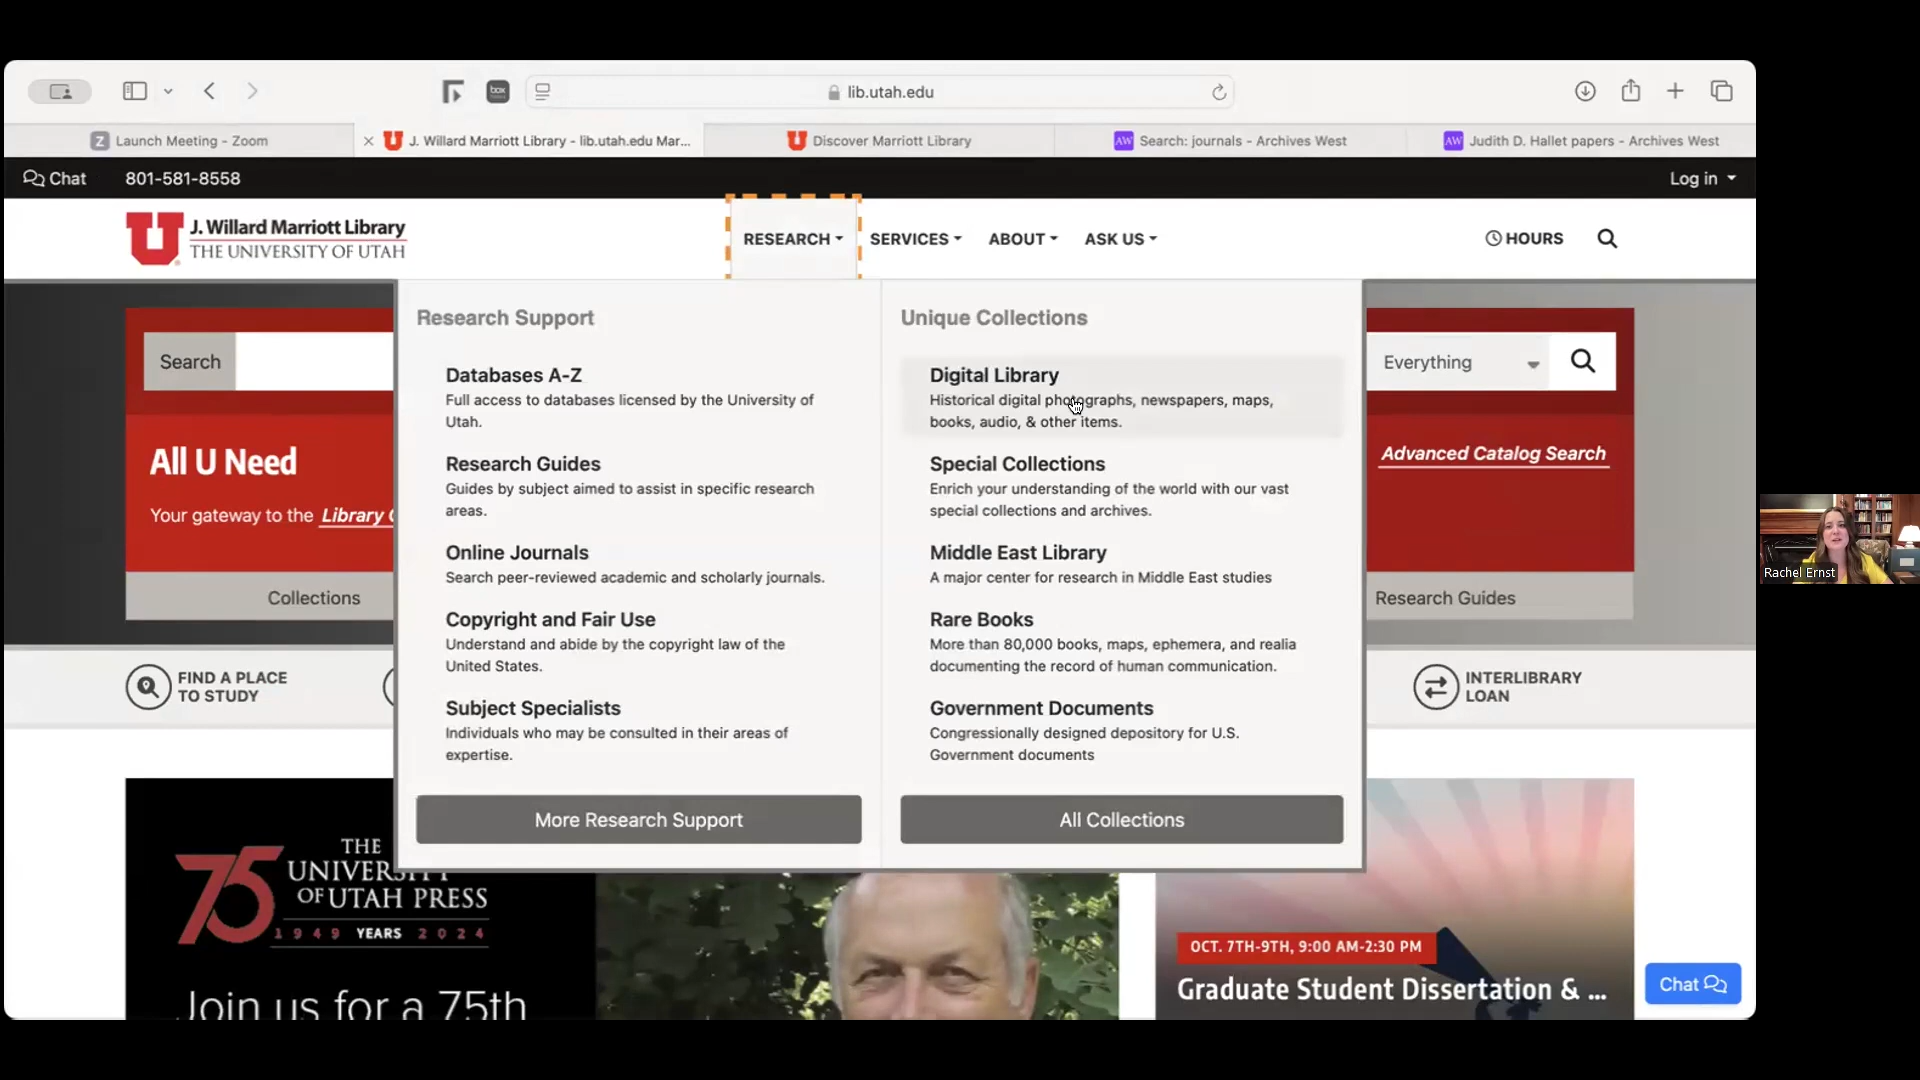 box
lib.utah.edu
Z Launch Meeting - Zoom
J. Willard Marriott Library - lib.utah.edu Mar...
Discover Marriott Library
AW Search: journals - Archives West
AW Judith D. Hallet papers - Archives West
Chat
801-581-8558
Log in
J. Willard Marriott Library
THE UNIVERSITY OF UTAH
RESEARCH
SERVICES
ABOUT
ASK US
HOURS
Search
Everything
All U Need
Your gateway to the Library
Collections
Advanced Catalog Search
Research Guides
Research Support
Databases A-Z
Full access to databases licensed by the University of
Utah.
Research Guides
Guides by subject aimed to assist in specific research
areas.
Online Journals
Search peer-reviewed academic and scholarly journals.
Copyright and Fair Use
Understand and abide by the copyright law of the
United States.
Subject Specialists
Individuals who may be consulted in their areas of
expertise.
More Research Support
Unique Collections
Digital Library
Historical digital photographs, newspapers, maps,
books, audio, & other items.
Special Collections
Enrich your understanding of the world with our vast
special collections and archives.
Middle East Library
A major center for research in Middle East studies
Rare Books
More than 80,000 books, maps, ephemera, and realia
documenting the record of human communication.
Government Documents
Congressionally designed depository for U.S.
Government documents
All Collections
FIND A PLACE
TO STUDY
INTERLIBRARY
LOAN
75
THE
UNIVERSITY
OF UTAH PRESS
1949 YEARS 2024
Join us for a 75th
OCT. 7TH-9TH, 9:00 AM-2:30 PM
Graduate Student Dissertation & ...
Chat
Rachel Ernst